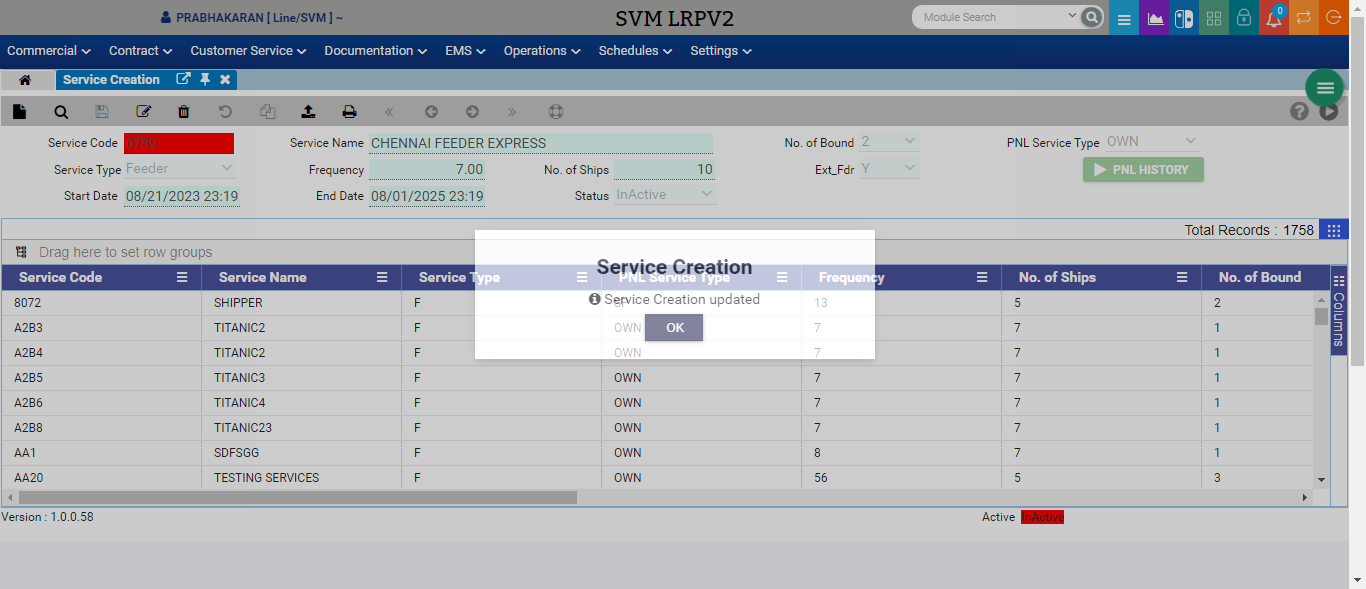 PRABHAKARAN [ Line/SVM ] ~
SVM LRPV2
Module Search
0
Commercial Contract Customer Service Documentation EMS Operations Schedules Settings
Service Creation
Service Code 6789 Service Name CHENNAI FEEDER EXPRESS No. of Bound 2 PNL Service Type OWN
Service Type Feeder Frequency 7.00 No. of Ships 10 Ext_Fdr Y PNL HISTORY
Start Date 08/21/2023 23:19 End Date 08/01/2025 23:19 Status InActive
Total Records : 1758
Drag here to set row groups
Service Code Service Name Service Type PNL Service Type Frequency No. of Ships No. of Bound
Columns
8072 SHIPPER F 13 5 2
A2B3 TITANIC2 F OWN 7 7 1
A2B4 TITANIC2 F OWN 7 7 1
A2B5 TITANIC3 F OWN 7 7 1
A2B6 TITANIC4 F OWN 7 7 1
A2B8 TITANIC23 F OWN 7 7 1
AA1 SDFSGG F OWN 8 7 1
AA20 TESTING SERVICES F OWN 56 5 3
Service Creation
Service Creation updated
OK
Version : 1.0.0.58
Active InActive